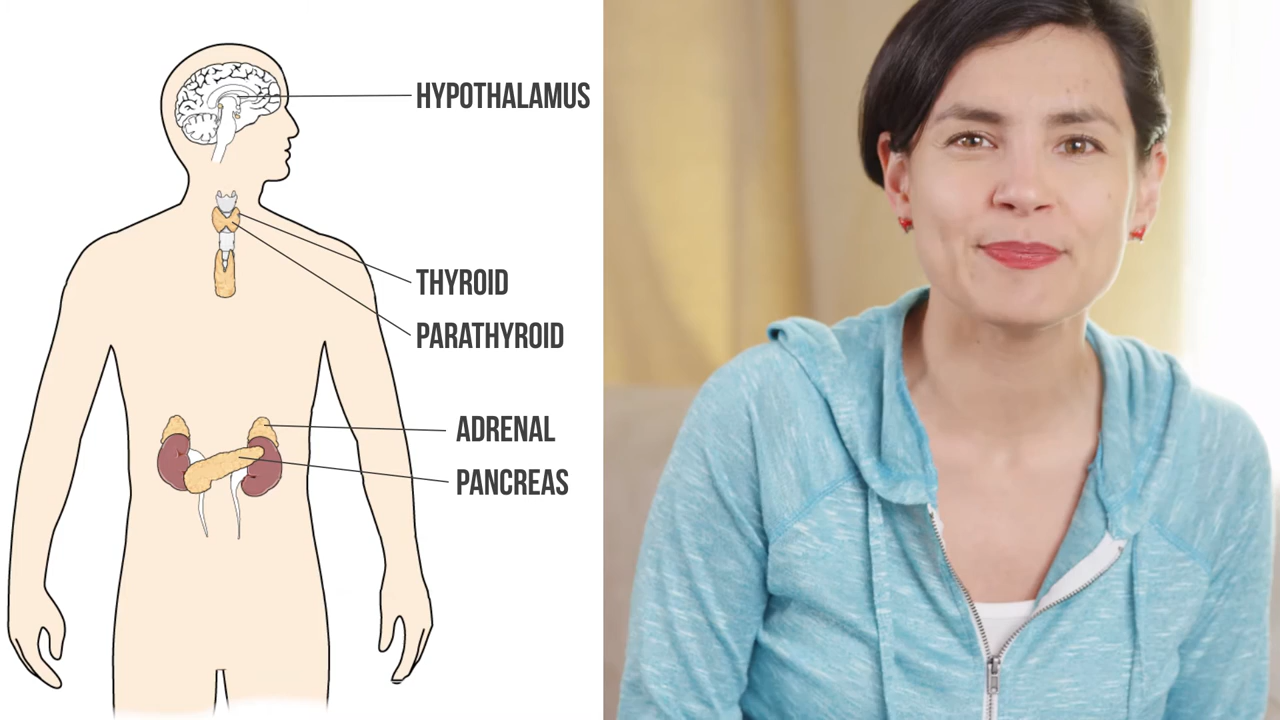 HYPOTHALAMUS
THYROID
PARATHYROID
ADRENAL
PANCREAS